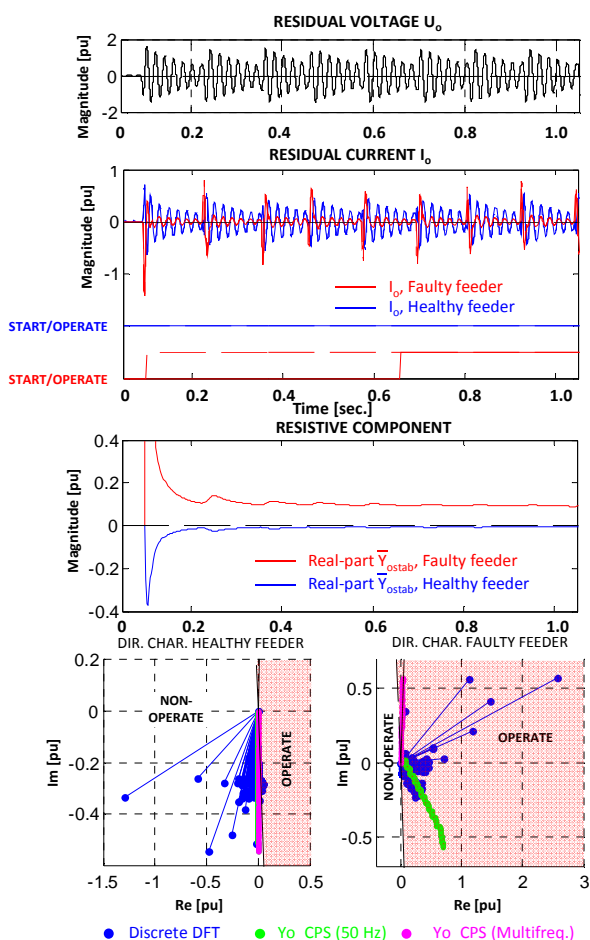 RESIDUAL VOLTAGE Uo
Magnitude [pu]
2
0
-2
0 0.2 0.4 0.6 0.8 1.0
RESIDUAL CURRENT Io
Magnitude [pu]
1
0
-1
Io, Faulty feeder
Io, Healthy feeder
START/OPERATE
START/OPERATE
0 0.2 0.4 0.6 0.8 1.0
Time [sec.]
RESISTIVE COMPONENT
Magnitude [pu]
0.4
0.2
0
-0.2
-0.4
Real-part Y̅ostab, Faulty feeder
Real-part Y̅ostab, Healthy feeder
0 0.2 0.4 0.6 0.8 1.0
DIR. CHAR. HEALTHY FEEDER
Im [pu]
0.2
0
-0.2
-0.4
NON-
OPERATE
OPERATE
-1.5 -1 -0.5 0 0.5
Re [pu]
DIR. CHAR. FAULTY FEEDER
Im [pu]
0.5
0
-0.5
NON-OPERATE
OPERATE
0 1 2 3
Re [pu]
Discrete DFT Yo CPS (50 Hz) Yo CPS (Multifreq.)